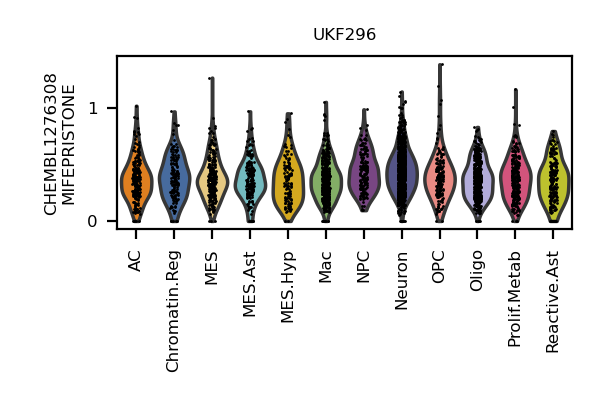 UKF296
CHEMBL1276308
MIFEPRISTONE
1
0
AC
Chromatin.Reg
MES
MES.Ast
MES.Hyp
Mac
NPC
Neuron
OPC
Oligo
Prolif.Metab
Reactive.Ast